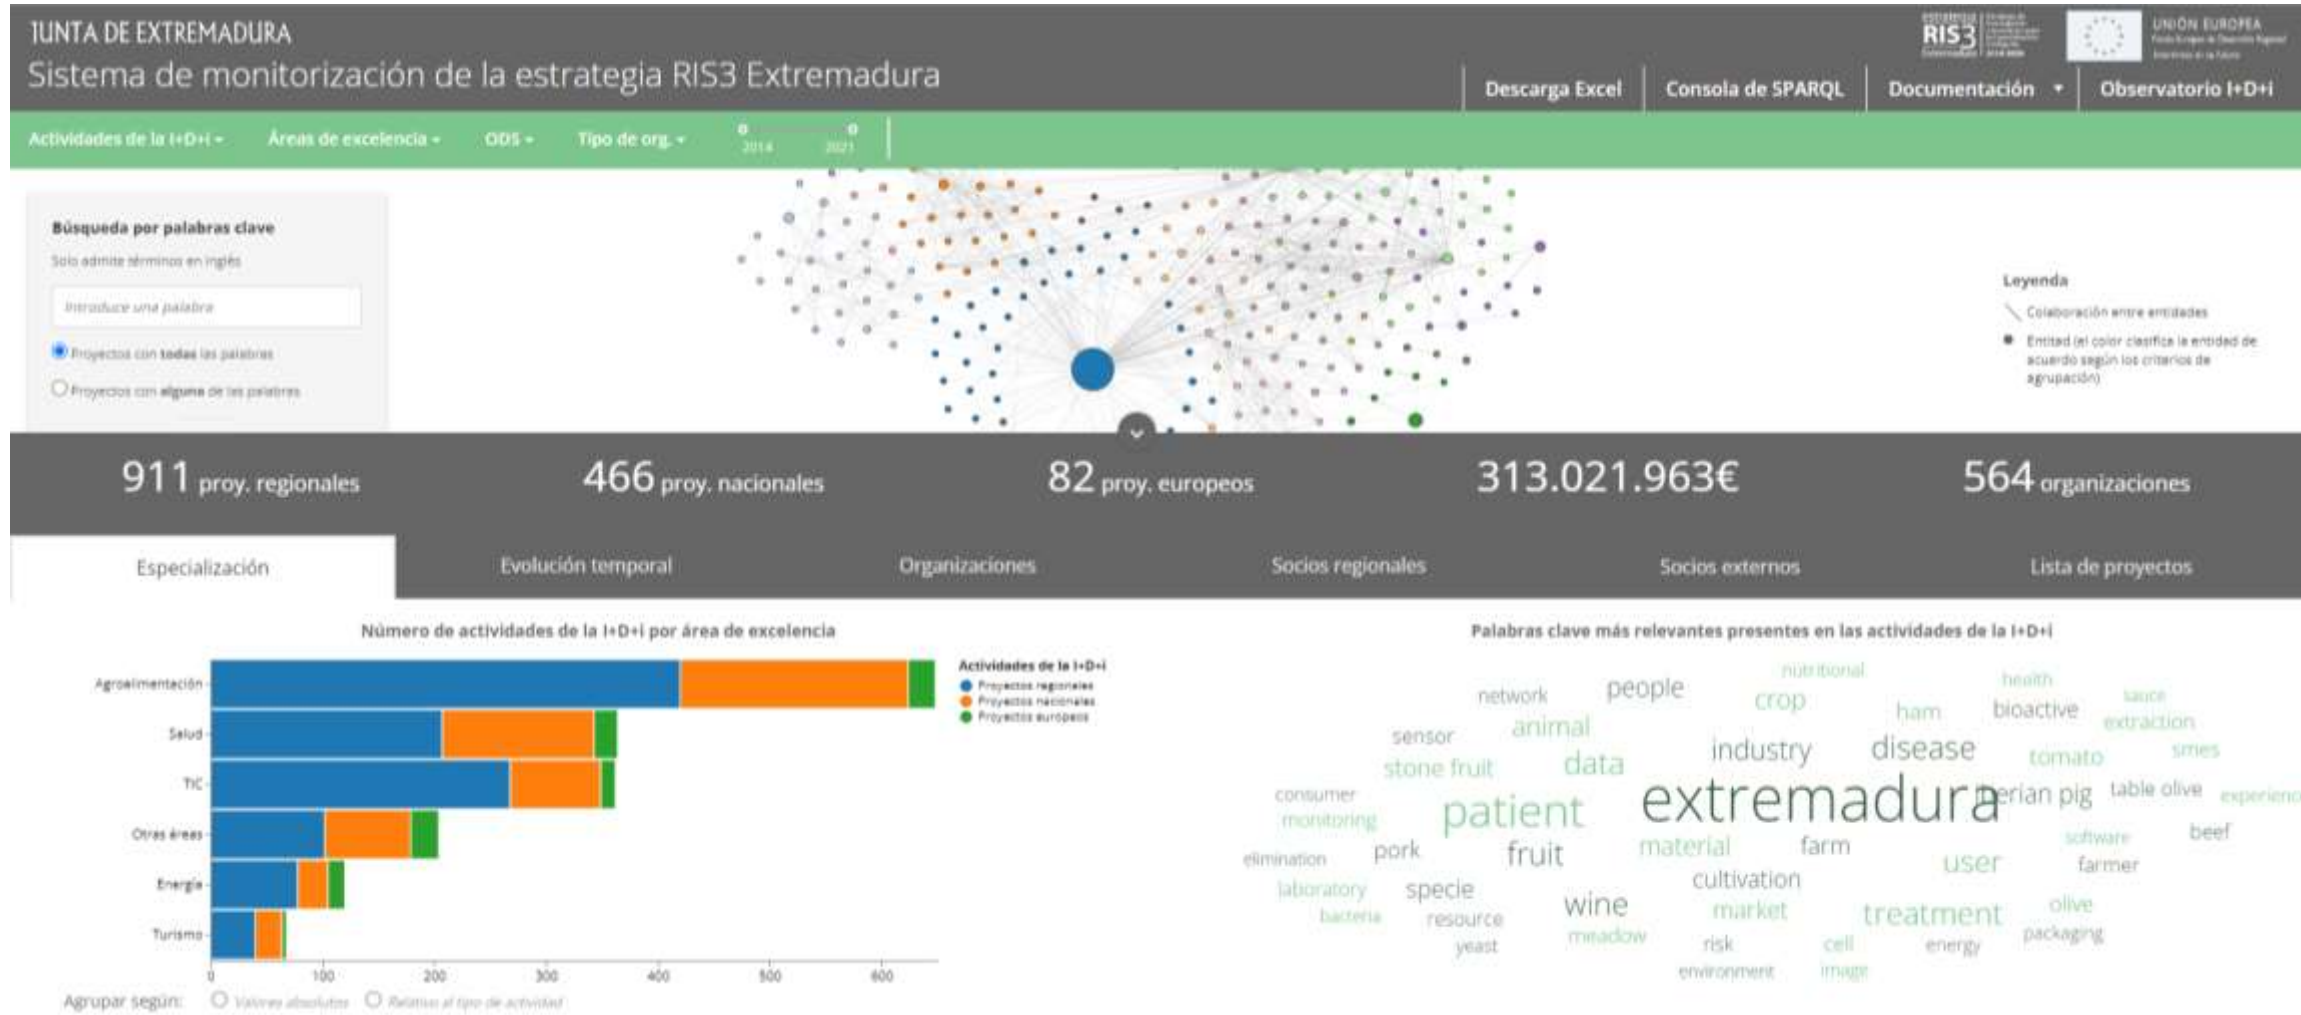 JUNTA DE EXTREMADURA
Sistema de monitorización de la estrategia RIS3 Extremadura
estrategia
RIS3
Extremadura
UNIÓN EUROPEA
Fondo Europeo de Desarrollo Regional
Descarga Excel
Consola de SPARQL
Documentación
Observatorio I+D+i
Actividades de la I+D+i
Áreas de excelencia
ODS
Tipo de org.
2014
2021
Búsqueda por palabras clave
Solo admite términos en inglés
Introduce una palabra
Proyectos con todas las palabras
Proyectos con alguna de las palabras
Leyenda
Colaboración entre entidades
Entitad (el color clasifica la entidad de
acuerdo según los criterios de
agrupación)
911 proy. regionales
466 proy. nacionales
82 proy. europeos
313.021.963€
564 organizaciones
Especialización
Evolución temporal
Organizaciones
Socios regionales
Socios externos
Lista de proyectos
Número de actividades de la I+D+i por área de excelencia
Actividades de la I+D+i
Proyectos regionales
Proyectos nacionales
Proyectos europeos
Agroalimentación
Salud
TIC
Otras áreas
Energía
Turismo
0 100 200 300 400 500 600
Agrupar según: Valores absolutos Relativo al tipo de actividad
Palabras clave más relevantes presentes en las actividades de la I+D+i
nutritional
health
network people crop sauce
ham bioactive
animal extraction
sensor industry disease
stone fruit data tomato smes
consumer extremadura table olive
patient experienc
monitoring software beef
elimination pork fruit material farm user farmer
laboratory specie cultivation
bacteria resource wine market treatment olive
yeast meadow risk cell energy packaging
environment image